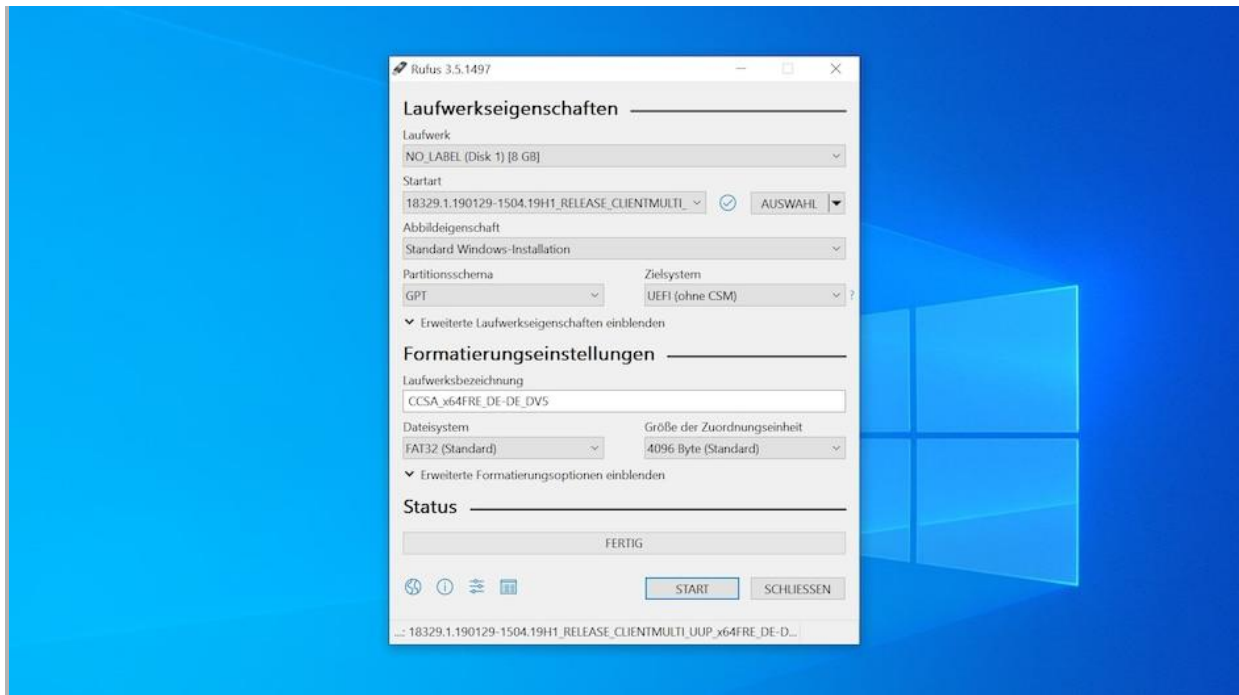 Rufus 3.5.1497
Laufwerkseigenschaften
Laufwerk
NO_LABEL (Disk 1) [8 GB]
Startart
18329.1.190129-1504.19H1_RELEASE_CLIENTMULTI_
AUSWAHL
Abbildeigenschaft
Standard Windows-Installation
Partitionsschema
Zielsystem
GPT
UEFI (ohne CSM)
?
Erweiterte Laufwerkseigenschaften einblenden
Formatierungseinstellungen
Laufwerksbezeichnung
CCSA_x64FRE_DE-DE_DV5
Dateisystem
Größe der Zuordnungseinheit
FAT32 (Standard)
4096 Byte (Standard)
Erweiterte Formatierungsoptionen einblenden
Status
FERTIG
START
SCHLIESSEN
...: 18329.1.190129-1504.19H1_RELEASE_CLIENTMULTI_UUP_x64FRE_DE-D...